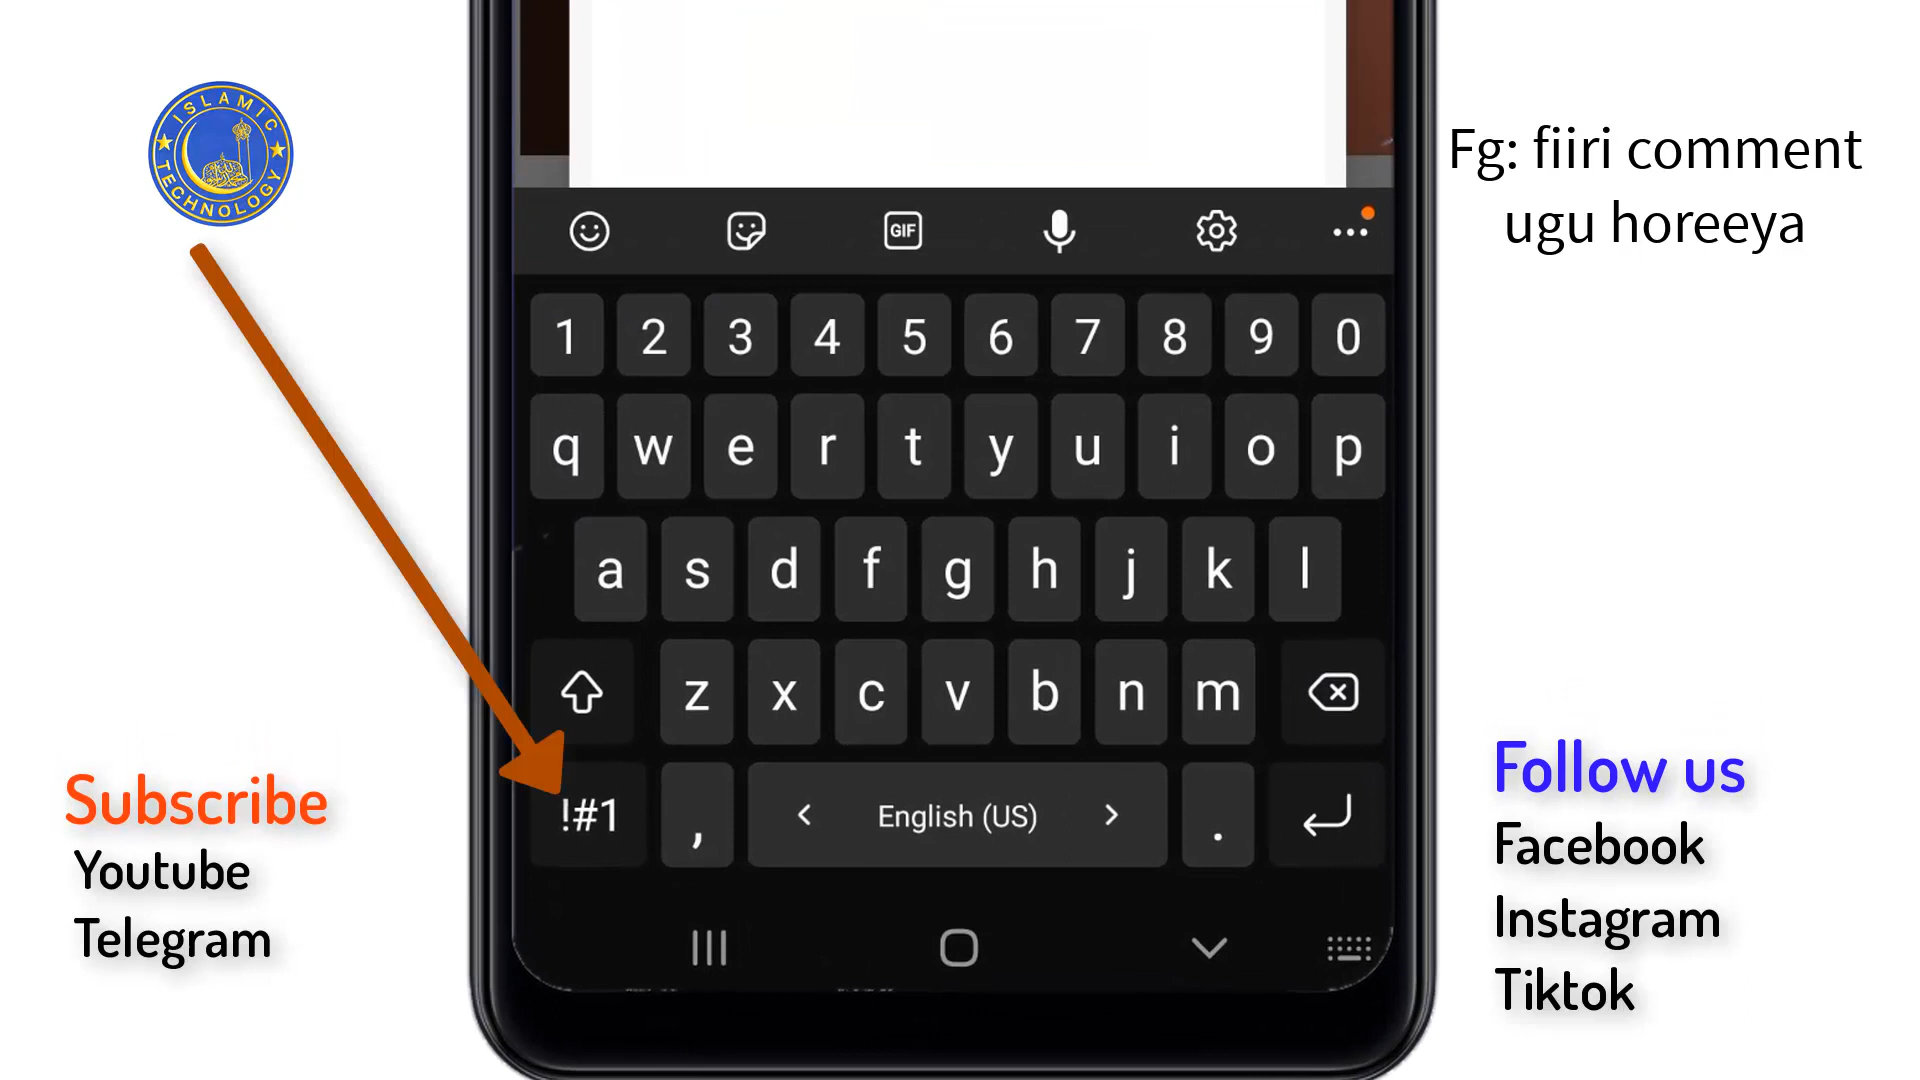 ISLAMIC
TECHNOLOGY
Fg: fiiri comment
ugu horeeya
GIF
1 2 3 4 5 6 7 8 9 0
q w e r t y u i o p
a s d f g h j k l
z x c v b n m
!#1 , < English (US) > .
Subscribe
Youtube
Telegram
Follow us
Facebook
Instagram
Tiktok